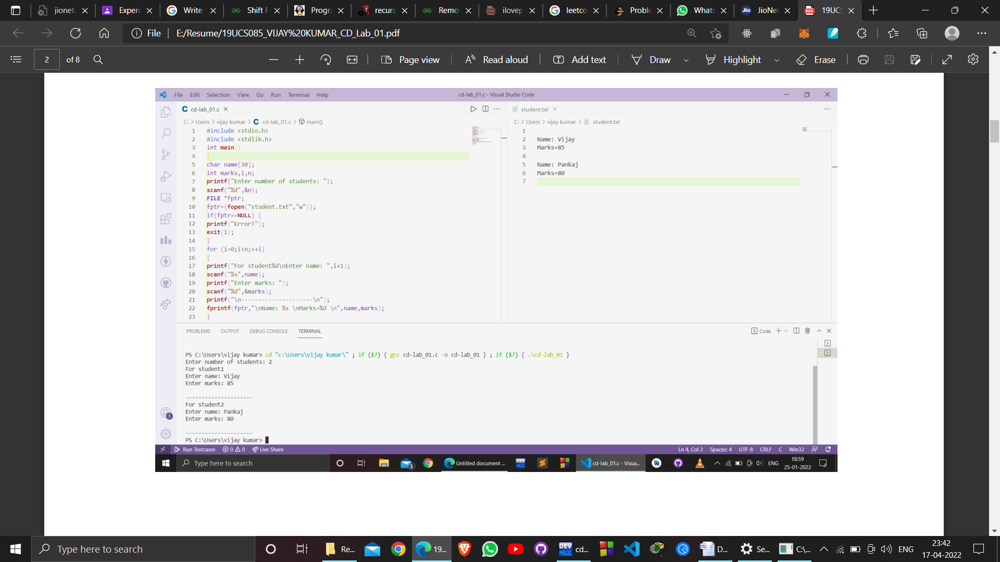 jionet
Experi
Write
Shift F
Progra
recurs
Remo
ilovep
leetco
Proble
Whats
Jio
JioNet
PDF
19UCS
File
E:/Resume/19UCS085_VIJAY%20KUMAR_CD_Lab_01.pdf
2 of 8
Page view
Read aloud
Add text
Draw
Highlight
Erase
File Edit Selection View Go Run Terminal Help
cd-lab_01.c - Visual Studio Code
C cd-lab_01.c
C: > Users > vijay kumar > C cd-lab_01.c > main()
1 #include <stdio.h>
2 #include <stdlib.h>
3 int main()
4 {
5 char name[30];
6 int marks,i,n;
7 printf("Enter number of students: ");
8 scanf("%d",&n);
9 FILE *fptr;
10 fptr=(fopen("student.txt","w"));
11 if(fptr==NULL) {
12 printf("Error!");
13 exit(1);
14 }
15 for (i=0;i<n;++i)
16 {
17 printf("For student%d\nEnter name: ",i+1);
18 scanf("%s",name);
19 printf("Enter marks: ");
20 scanf("%d",&marks);
21 printf("\n---------------------\n");
22 fprintf(fptr,"\nName: %s \nMarks=%d \n",name,marks);
23 }
student.txt
C: > Users > vijay kumar > student.txt
1
2 Name: Vijay
3 Marks=85
4
5 Name: Pankaj
6 Marks=80
7
PROBLEMS OUTPUT DEBUG CONSOLE TERMINAL
Code
PS C:\Users\vijay kumar> cd "c:\Users\vijay kumar\" ; if ($?) { gcc cd-lab_01.c -o cd-lab_01 } ; if ($?) { .\cd-lab_01 }
Enter number of students: 2
For student1
Enter name: Vijay
Enter marks: 85
---------------------
For student2
Enter name: Pankaj
Enter marks: 80
---------------------
PS C:\Users\vijay kumar>
1
Run Testcases 0 0 Live Share
Ln 4, Col 2 Spaces: 4 UTF-8 CRLF C Win32
Type here to search
3
Untitled document ...
DEV
cd-lab_01.c - Visua...
ENG
18:59
25-01-2022
Type here to search
Re...
19...
DEV
cd...
D...
Se...
C:\...
ENG
23:42
17-04-2022